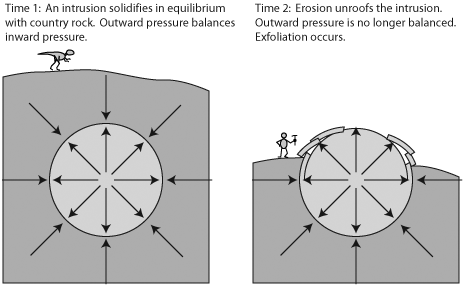 Time 1: An intrusion solidifies in equilibrium
with country rock. Outward pressure balances
inward pressure.
Time 2: Erosion unroofs the intrusion.
Outward pressure is no longer balanced.
Exfoliation occurs.